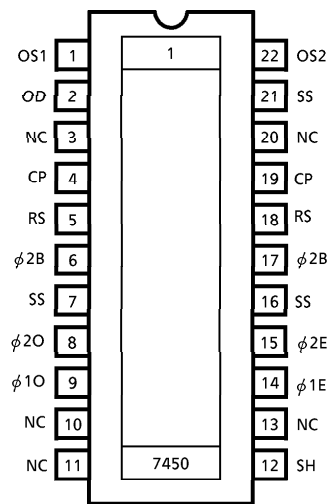 OS1 1 1 22 OS2
OD 2 21 SS
NC 3 20 NC
CP 4 19 CP
RS 5 18 RS
ϕ2B 6 17 ϕ2B
SS 7 16 SS
ϕ2O 8 15 ϕ2E
ϕ1O 9 14 ϕ1E
NC 10 13 NC
NC 11 7450 12 SH